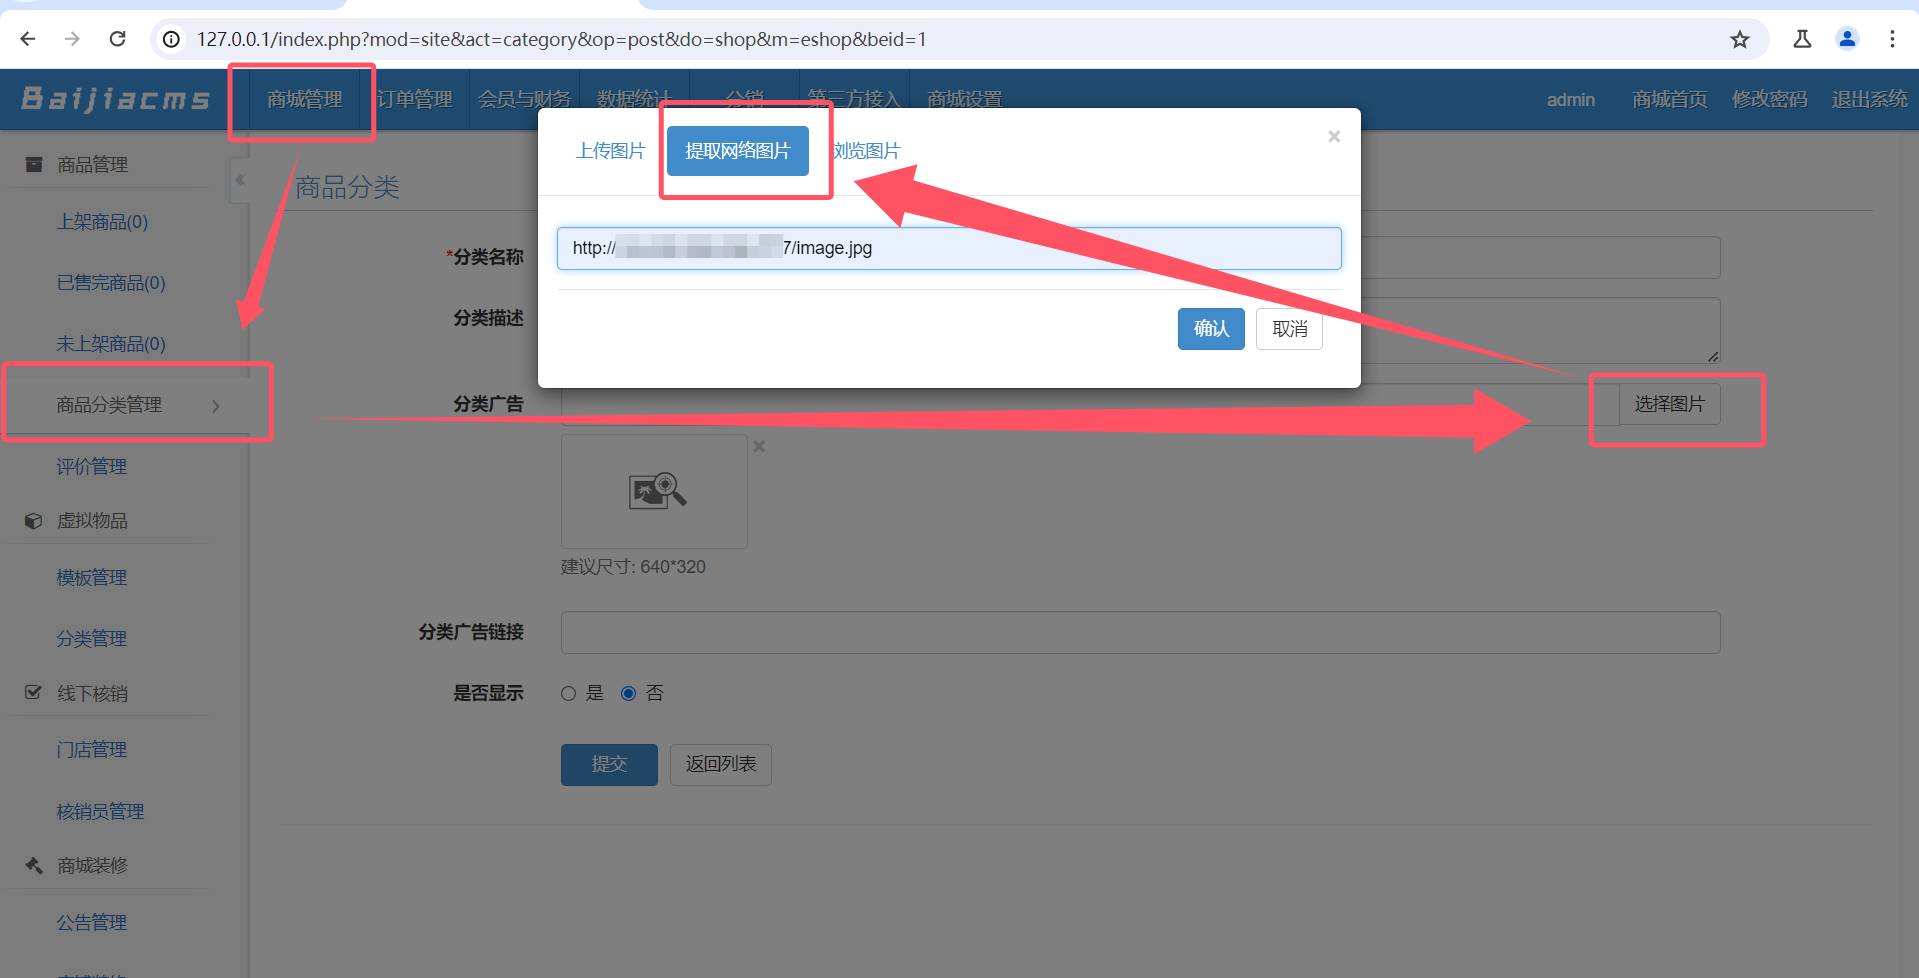 127.0.0.1/index.php?mod=site&act=category&op=post&do=shop&m=eshop&beid=1
Baijiacms
商城管理
订单管理
会员与财务
数据统计
分销
第三方接入
商城设置
admin
商城首页
修改密码
退出系统
商品管理
上架商品(0)
已售完商品(0)
未上架商品(0)
商品分类管理
评价管理
虚拟物品
模板管理
分类管理
线下核销
门店管理
核销员管理
商城装修
公告管理
上传图片
提取网络图片
浏览图片
×
http://
7/image.jpg
确认
取消
商品分类
*分类名称
分类描述
分类广告
选择图片
×
建议尺寸: 640*320
分类广告链接
是否显示
是
否
提交
返回列表